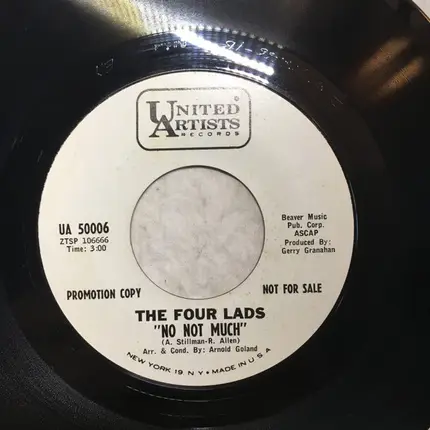 UNITED
ARTISTS
RECORDS
UA 50006
ZTSP 106666
Time: 3:00
Beaver Music
Pub. Corp.
ASCAP
Produced By:
Gerry Granahan
PROMOTION COPY
NOT FOR SALE
THE FOUR LADS
"NO NOT MUCH"
(A. Stillman-R. Allen)
Arr. & Cond. By: Arnold Goland
NEW YORK 19 N.Y. • MADE IN U S A